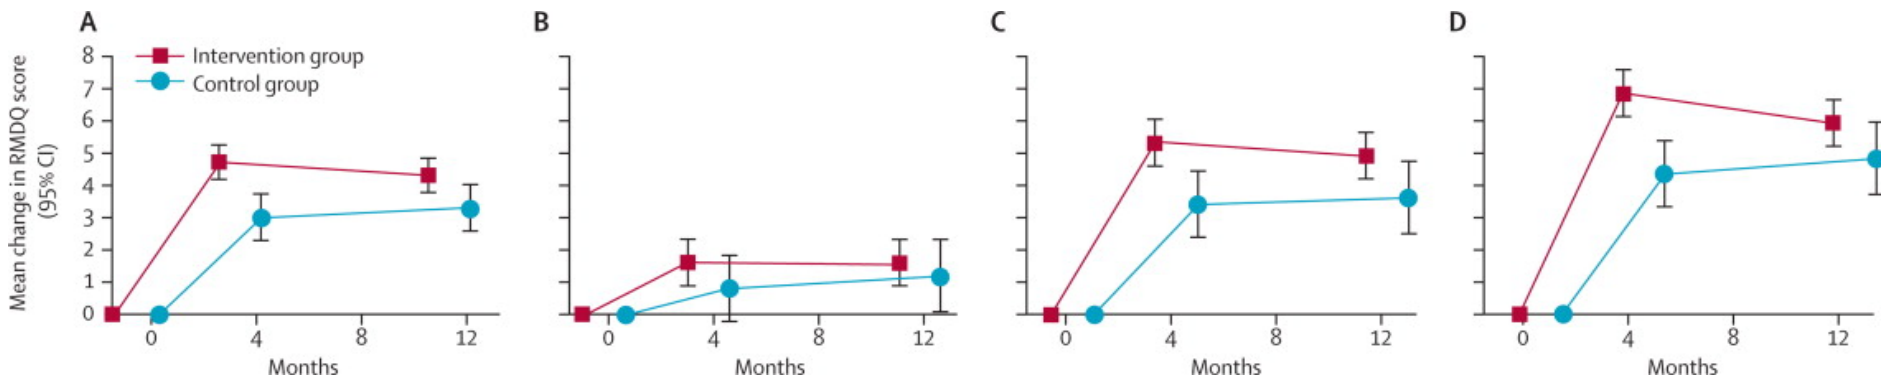 A
B
C
D
Mean change in RMDQ score
(95% CI)
8
7
6
5
4
3
2
1
0
Intervention group
Control group
0 4 8 12
Months
0 4 8 12
Months
0 4 8 12
Months
0 4 8 12
Months